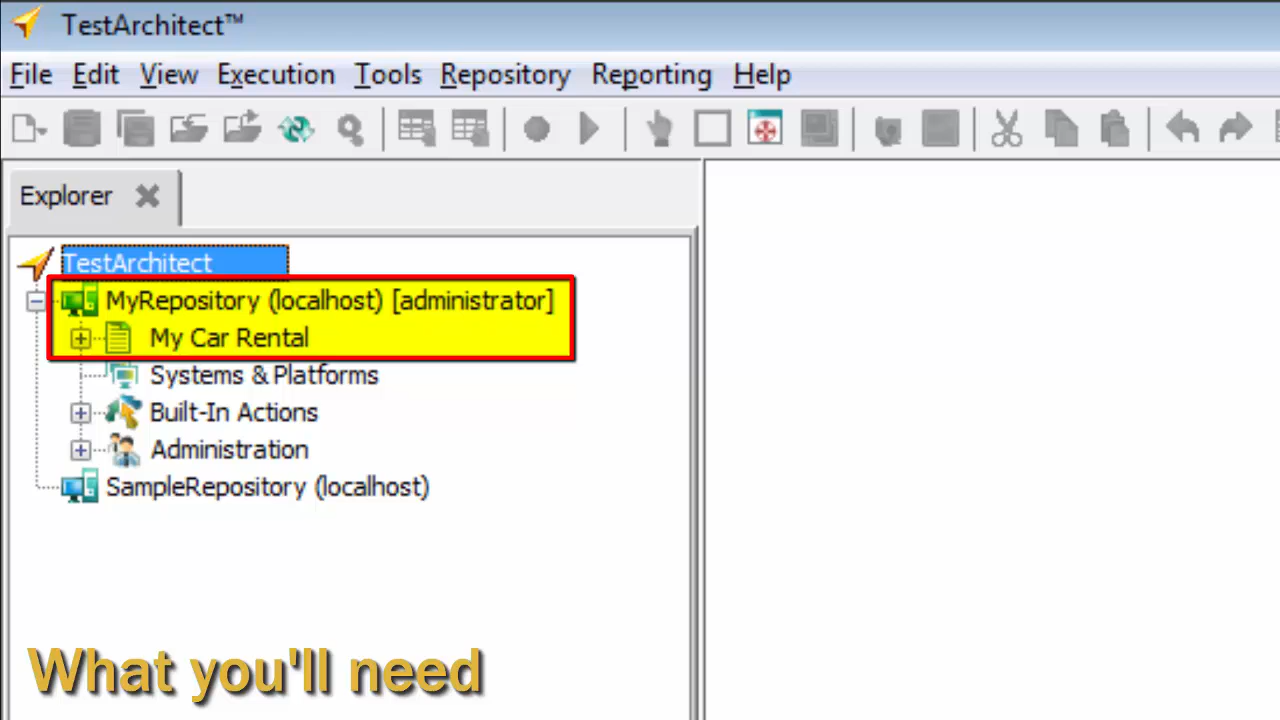 TestArchitect™
File Edit View Execution Tools Repository Reporting Help
Explorer
TestArchitect
MyRepository (localhost) [administrator]
My Car Rental
Systems & Platforms
Built-In Actions
Administration
SampleRepository (localhost)
What you'll need